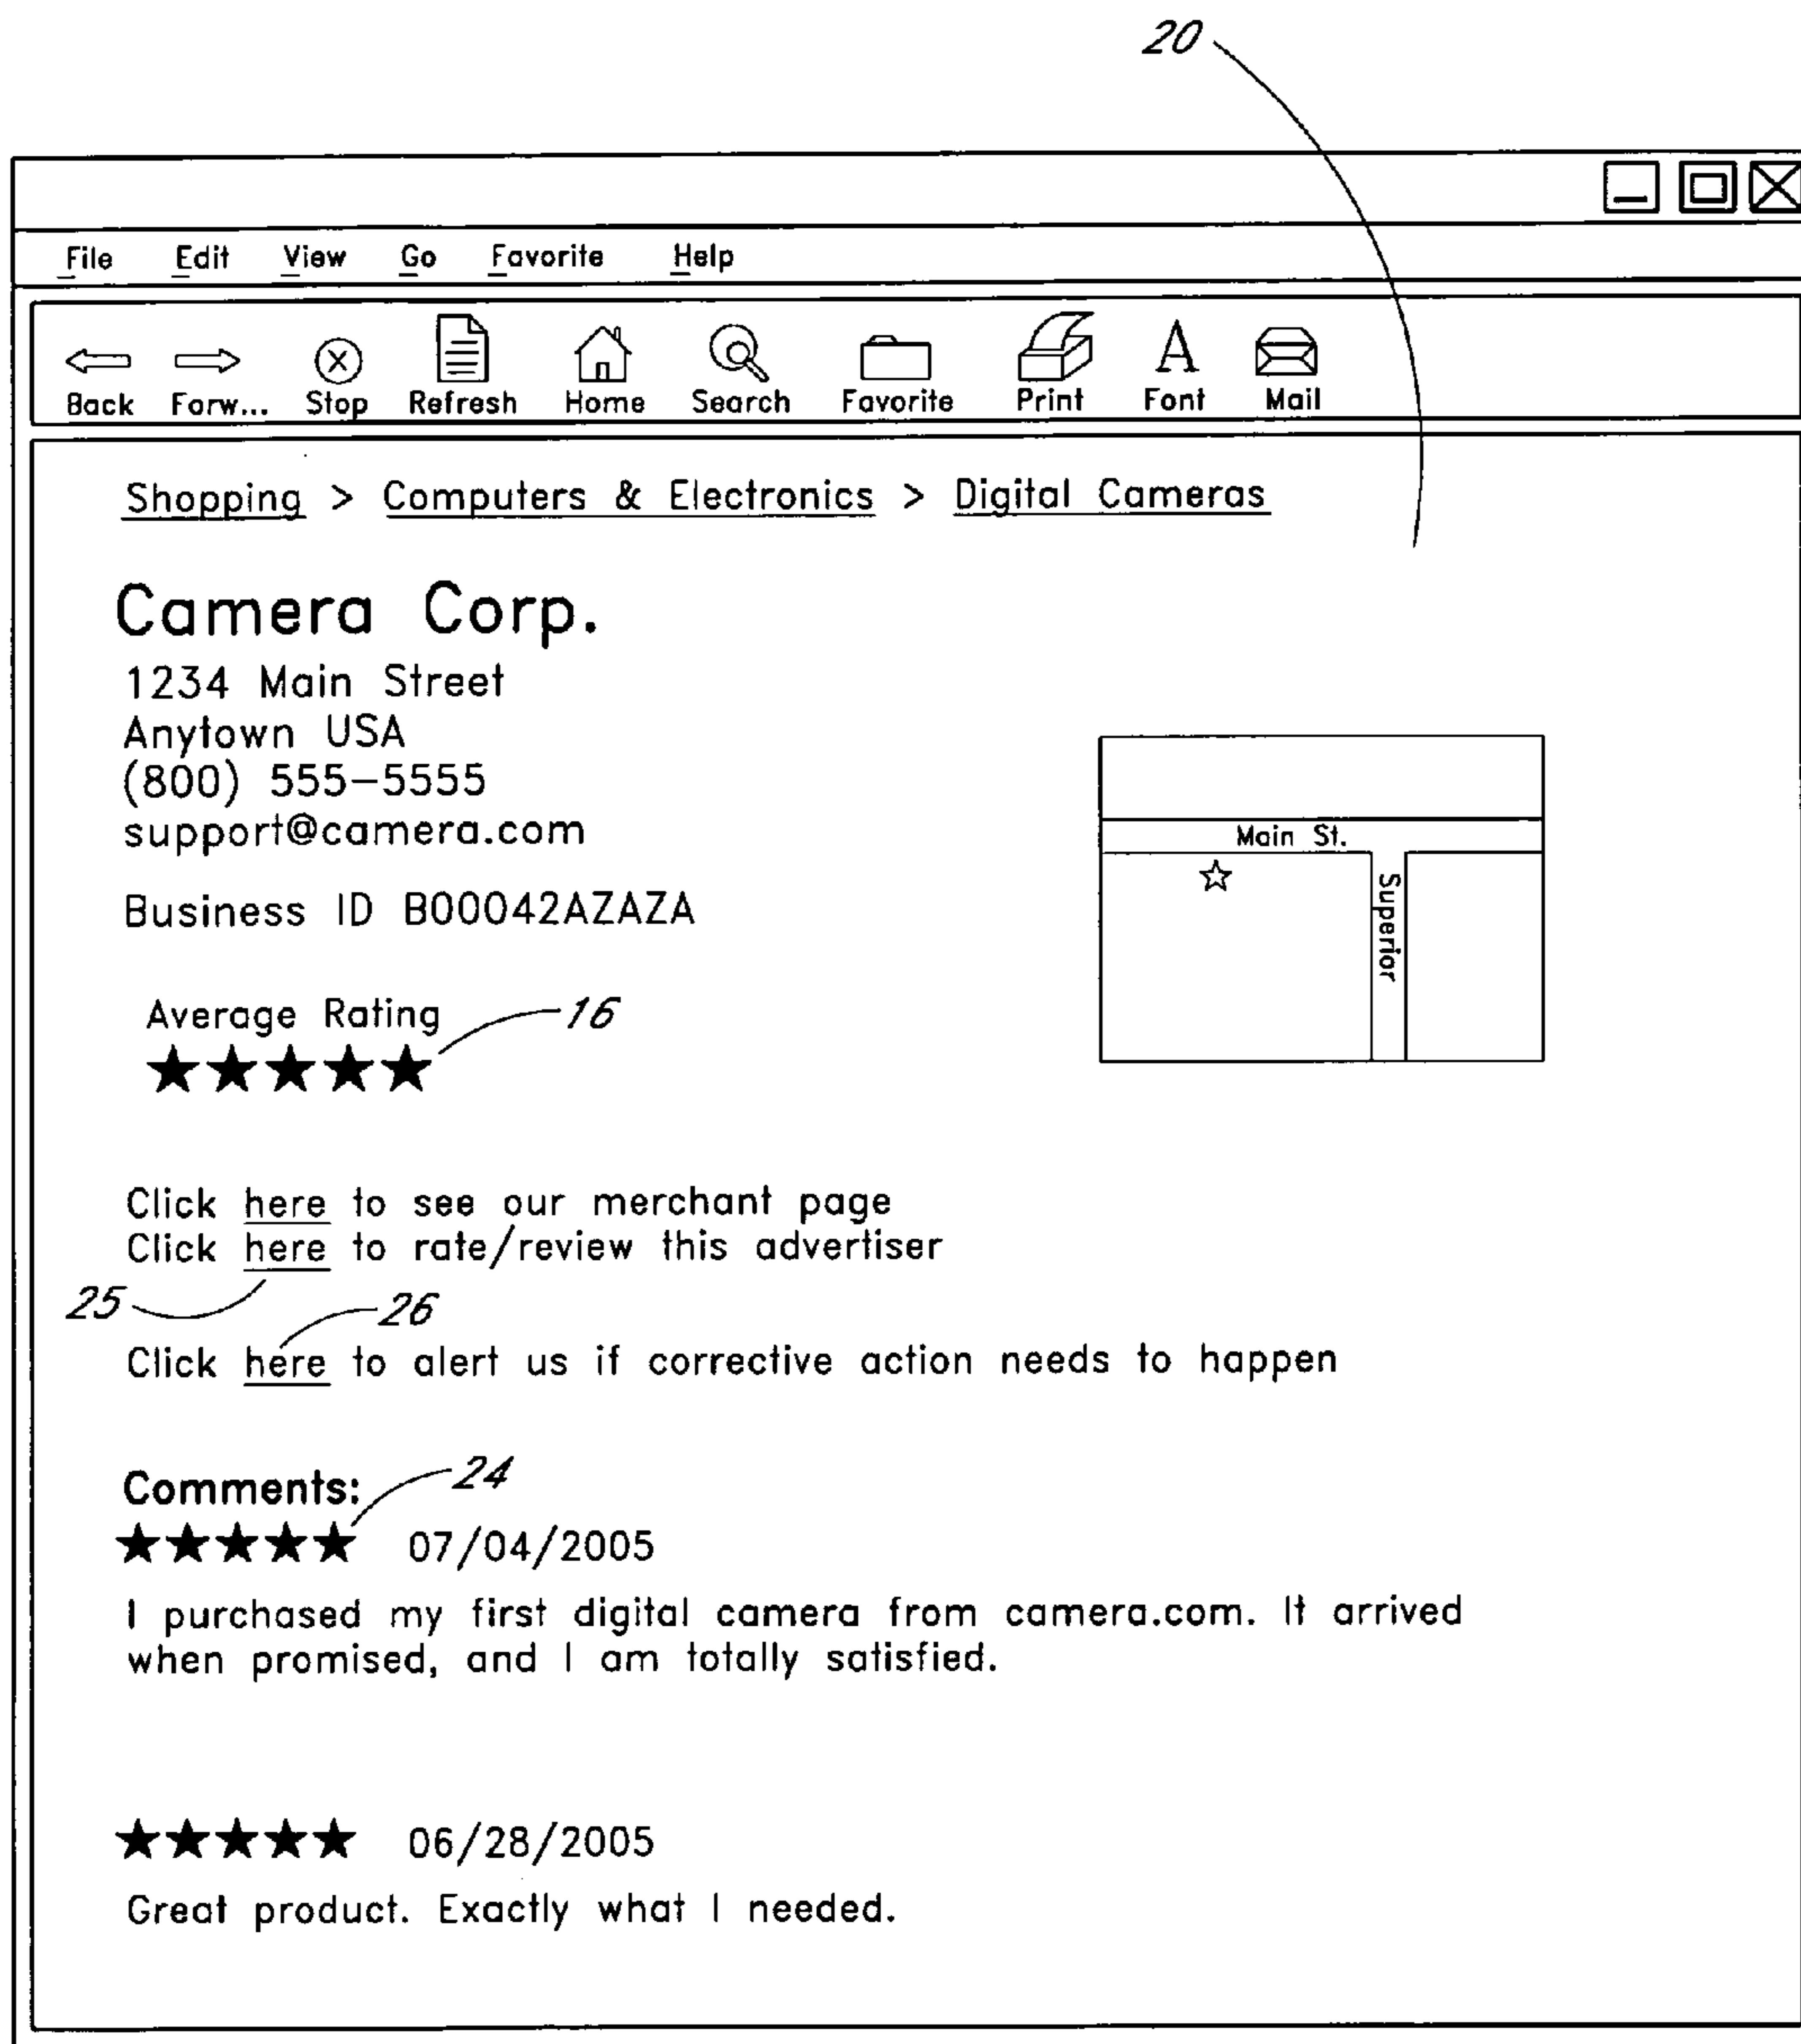 20
File Edit View Go Favorite Help
Back Forw... Stop Refresh Home Search Favorite Print Font Mail
Shopping > Computers & Electronics > Digital Cameras
Camera Corp.
1234 Main Street
Anytown USA
(800) 555-5555
support@camera.com
Main St.
Superior
Business ID B00042AZAZA
Average Rating
16
Click here to see our merchant page
Click here to rate/review this advertiser
25
26
Click here to alert us if corrective action needs to happen
Comments:
24
07/04/2005
I purchased my first digital camera from camera.com. It arrived
when promised, and I am totally satisfied.
06/28/2005
Great product. Exactly what I needed.